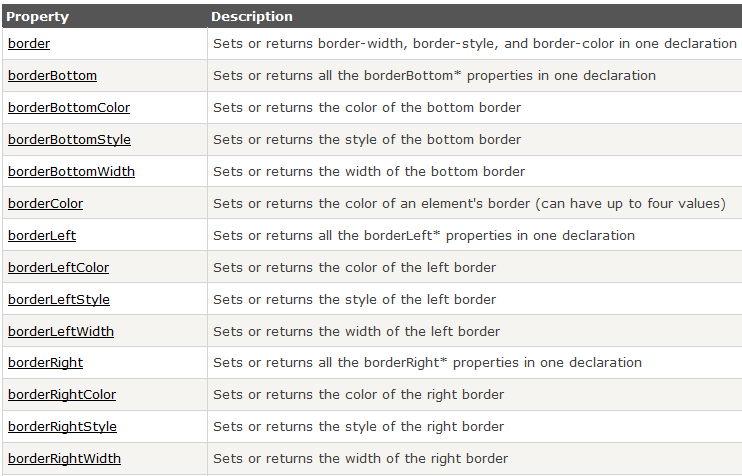 Property Description
border Sets or returns border-width, border-style, and border-color in one declaration
borderBottom Sets or returns all the borderBottom* properties in one declaration
borderBottomColor Sets or returns the color of the bottom border
borderBottomStyle Sets or returns the style of the bottom border
borderBottomWidth Sets or returns the width of the bottom border
borderColor Sets or returns the color of an element's border (can have up to four values)
borderLeft Sets or returns all the borderLeft* properties in one declaration
borderLeftColor Sets or returns the color of the left border
borderLeftStyle Sets or returns the style of the left border
borderLeftWidth Sets or returns the width of the left border
borderRight Sets or returns all the borderRight* properties in one declaration
borderRightColor Sets or returns the color of the right border
borderRightStyle Sets or returns the style of the right border
borderRightWidth Sets or returns the width of the right border